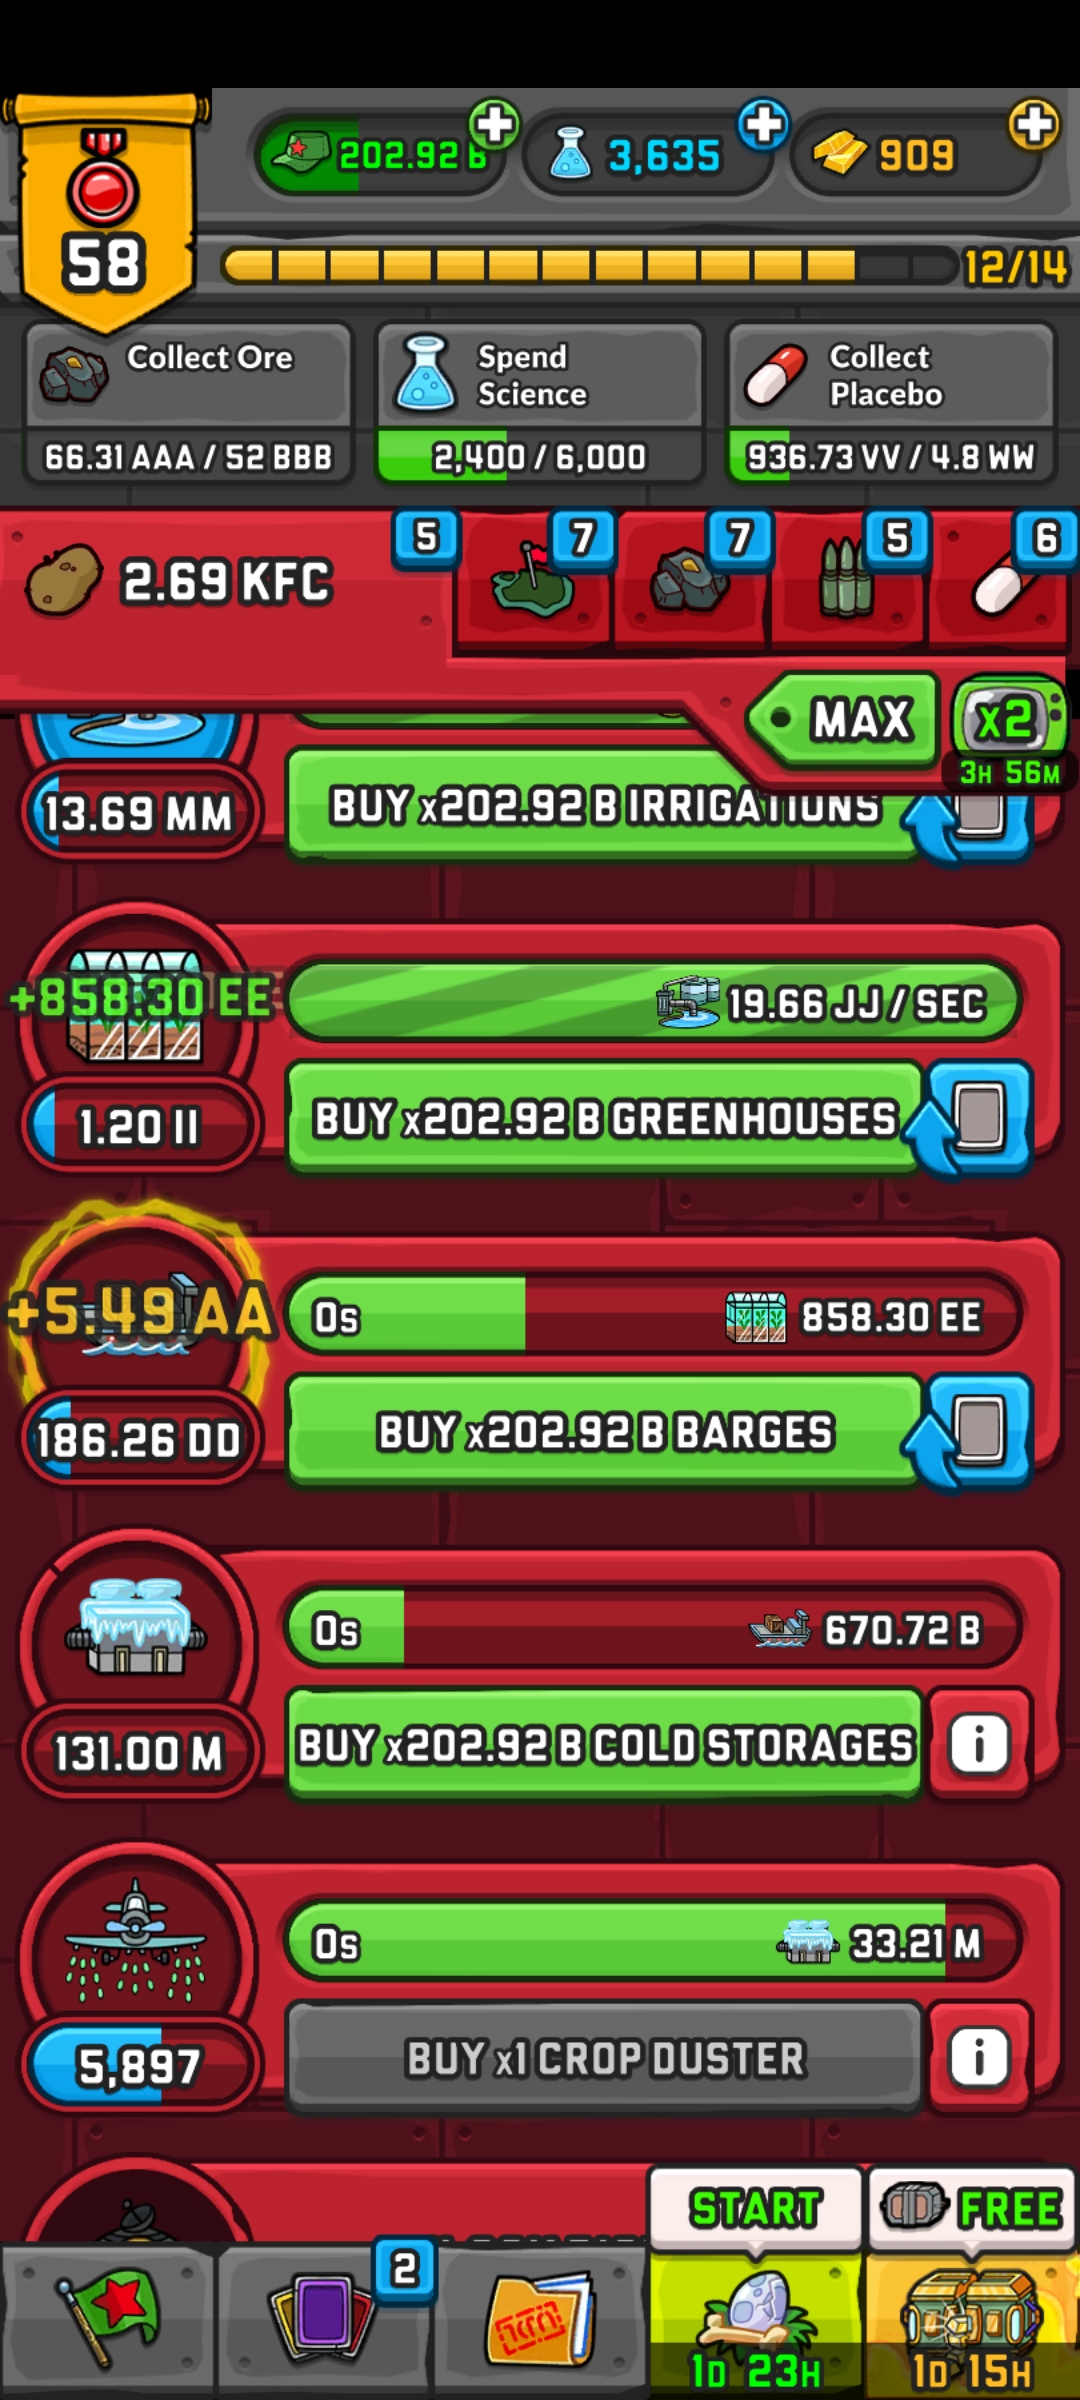 202.92 B
3,635
909
58
12/14
Collect Ore
66.31 AAA / 52 BBB
Spend
Science
2,400 / 6,000
Collect
Placebo
936.73 VV / 4.8 WW
2.69 KFC
5
7
7
5
6
MAX
x2
3H 56M
13.69 MM
BUY x202.92 B IRRIGATIONS
+858.30 EE
19.66 JJ / SEC
1.20 II
BUY x202.92 B GREENHOUSES
+5.49 AA
0s
858.30 EE
186.26 DD
BUY x202.92 B BARGES
0s
670.72 B
131.00 M
BUY x202.92 B COLD STORAGES
i
0s
33.21 M
5,897
BUY x1 CROP DUSTER
i
START
FREE
2
1D 23H
1D 15H